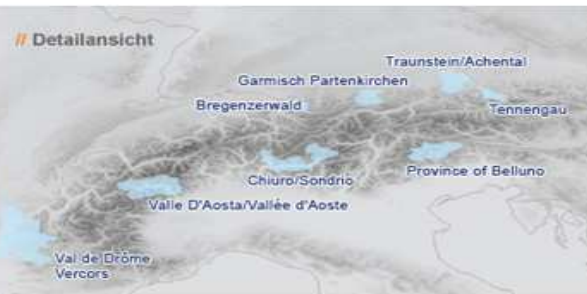 // Detailansicht
Traunstein/Achental
Garmisch Partenkirchen
Bregenzerwald
Tennengau
Chiuro/Sondrio
Province of Belluno
Valle D'Aosta/Vallée d'Aoste
Val de Drôme
Vercors